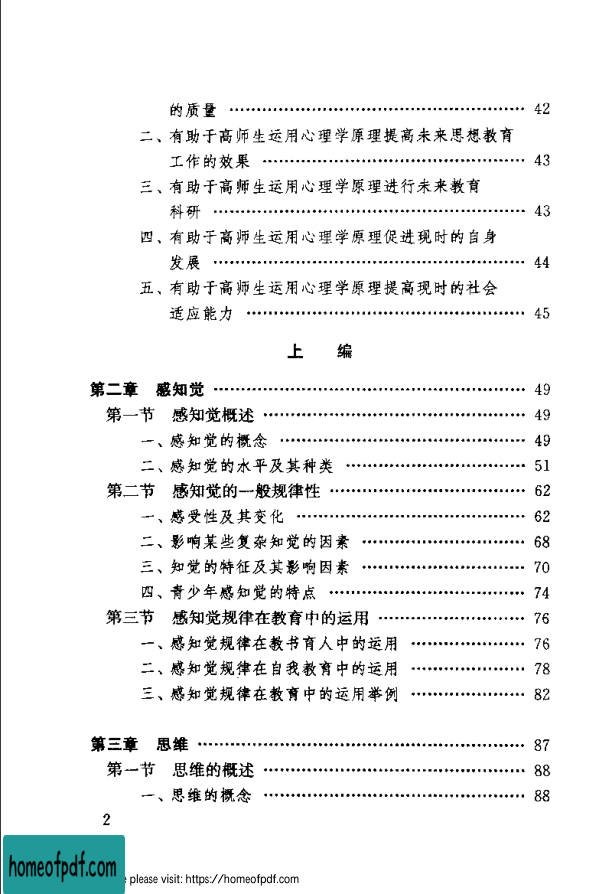 的质量 …………………………………………… 42
二、有助于高师生运用心理学原理提高未来思想教育
工作的效果 ……………………………………… 43
三、有助于高师生运用心理学原理进行未来教育
科研 ……………………………………………… 43
四、有助于高师生运用心理学原理促进现时的自身
发展 ……………………………………………… 44
五、有助于高师生运用心理学原理提高现时的社会
适应能力 ………………………………………… 45
上 编
第二章 感知觉 ……………………………………………… 49
第一节 感知觉概述 ……………………………………… 49
一、感知觉的概念 …………………………………… 49
二、感知觉的水平及其种类 ………………………… 51
第二节 感知觉的一般规律性 …………………………… 62
一、感受性及其变化 ………………………………… 62
二、影响某些复杂知觉的因素 ……………………… 68
三、知觉的特征及其影响因素 ……………………… 70
四、青少年感知觉的特点 …………………………… 74
第三节 感知觉规律在教育中的运用 …………………… 76
一、感知觉规律在教书育人中的运用 ……………… 76
二、感知觉规律在自我教育中的运用 ……………… 78
三、感知觉规律在教育中的运用举例 ……………… 82
第三章 思维 ………………………………………………… 87
第一节 思维的概述 ……………………………………… 88
一、思维的概念 ……………………………………… 88
2
homeofpdf.com
please visit: https://homeofpdf.com